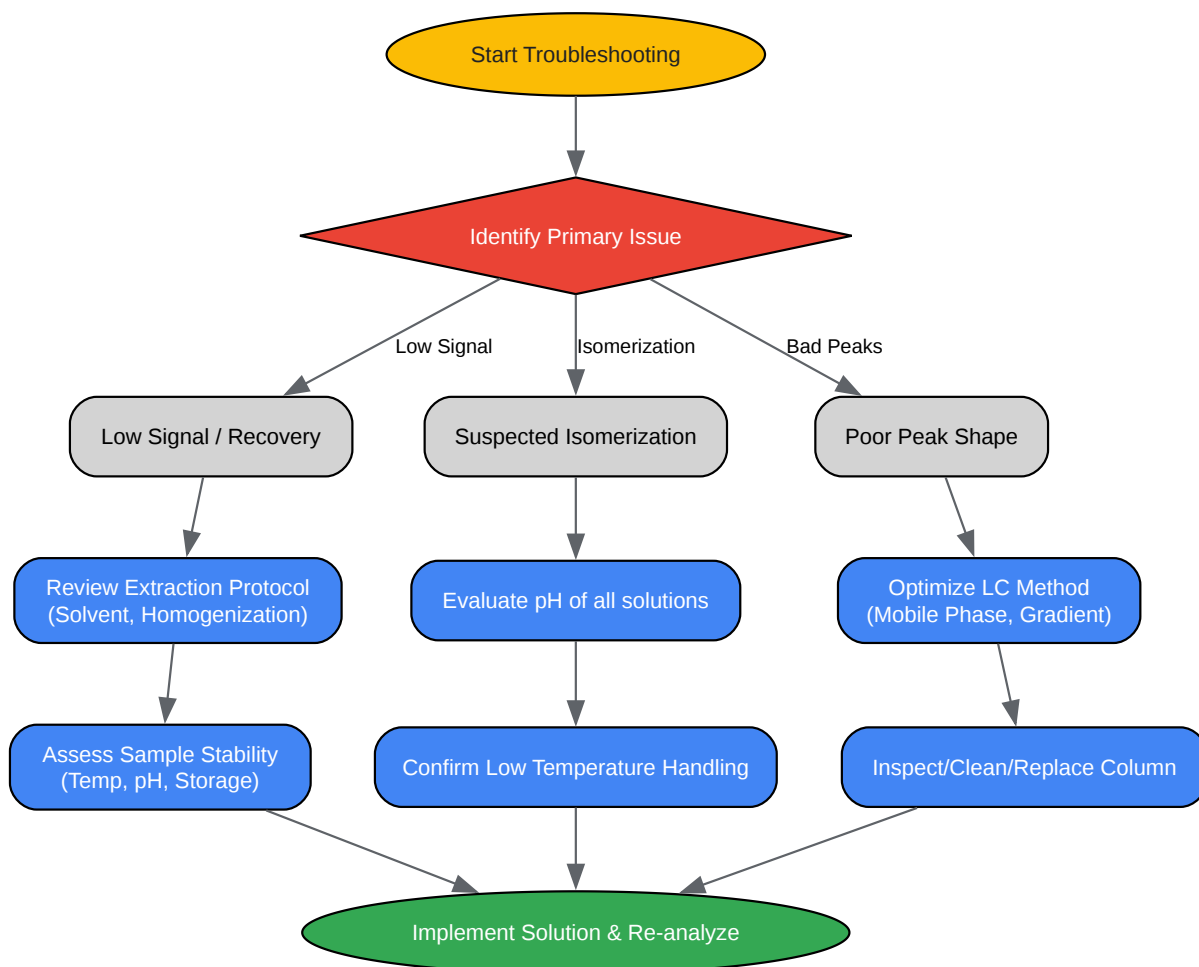 Start Troubleshooting
Identify Primary Issue
Low Signal
Isomerization
Bad Peaks
Low Signal / Recovery
Suspected Isomerization
Poor Peak Shape
Review Extraction Protocol
(Solvent, Homogenization)
Evaluate pH of all solutions
Optimize LC Method
(Mobile Phase, Gradient)
Assess Sample Stability
(Temp, pH, Storage)
Confirm Low Temperature Handling
Inspect/Clean/Replace Column
Implement Solution & Re-analyze